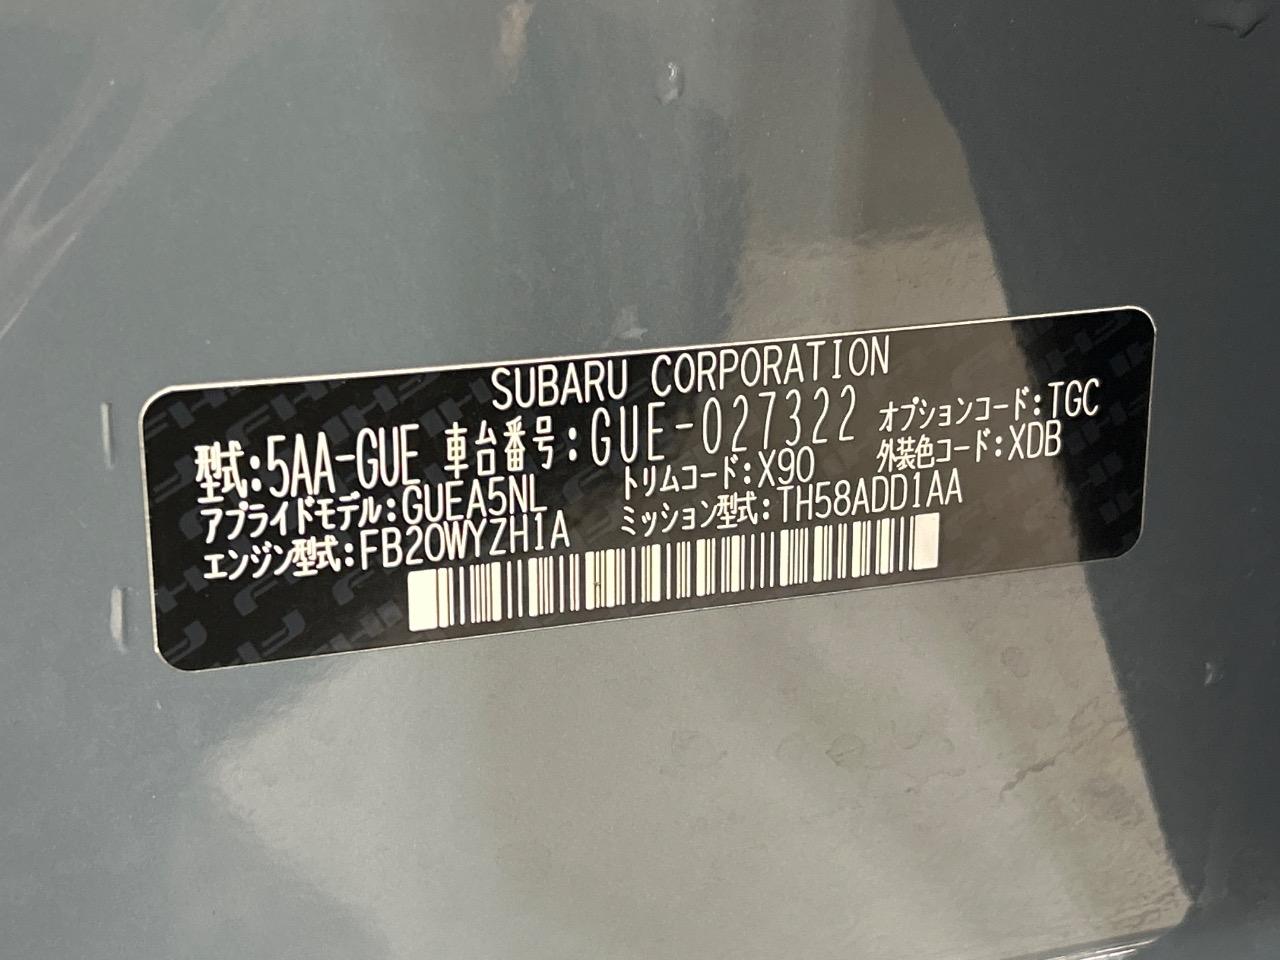 SUBARU CORPORATION
型式:5AA-GUE 車台番号:GUE-027322 オプションコード:TGC
アプライドモデル:GUEA5NL トリムコード:X90 外装色コード:XDB
エンジン型式:FB20WYZH1A ミッション型式:TH58ADD1AA